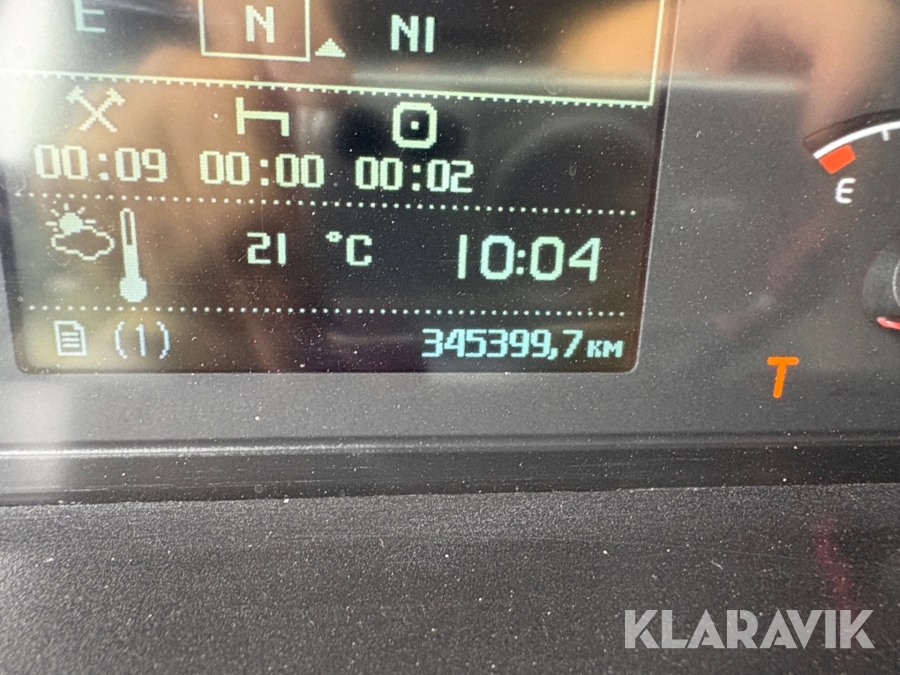 E N NI
00:09 00:00 00:02
21 °C 10:04
(1) 345399,7 KM
E
T
KLARAVIK